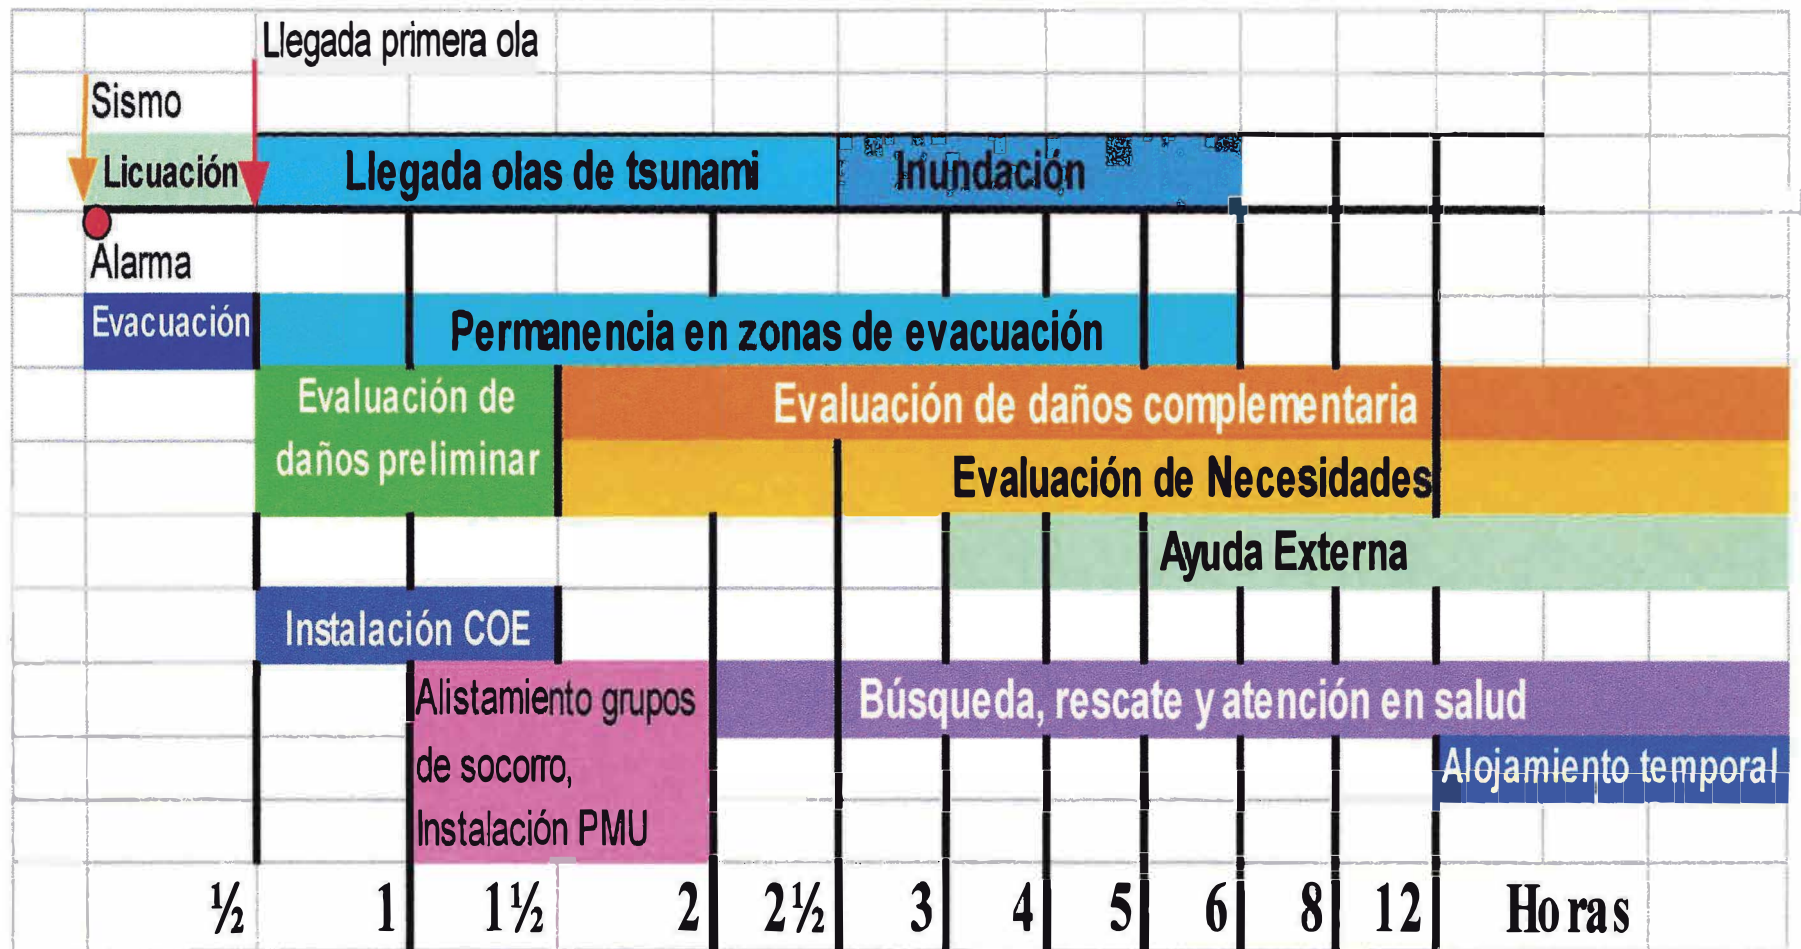 Llegada primera ola
Sismo
Licuación
Llegada olas de tsunami
Inundación
Alarma
Evacuación
Permanencia en zonas de evacuación
Evaluación de
daños preliminar
Evaluación de daños complementaria
Evaluación de Necesidades
Ayuda Externa
Instalación COE
Alistamiento grupos
de socorro,
Instalación PMU
Búsqueda, rescate y atención en salud
Alojamiento temporal
½ 1 1½ 2 2½ 3 4 5 6 8 12 Horas